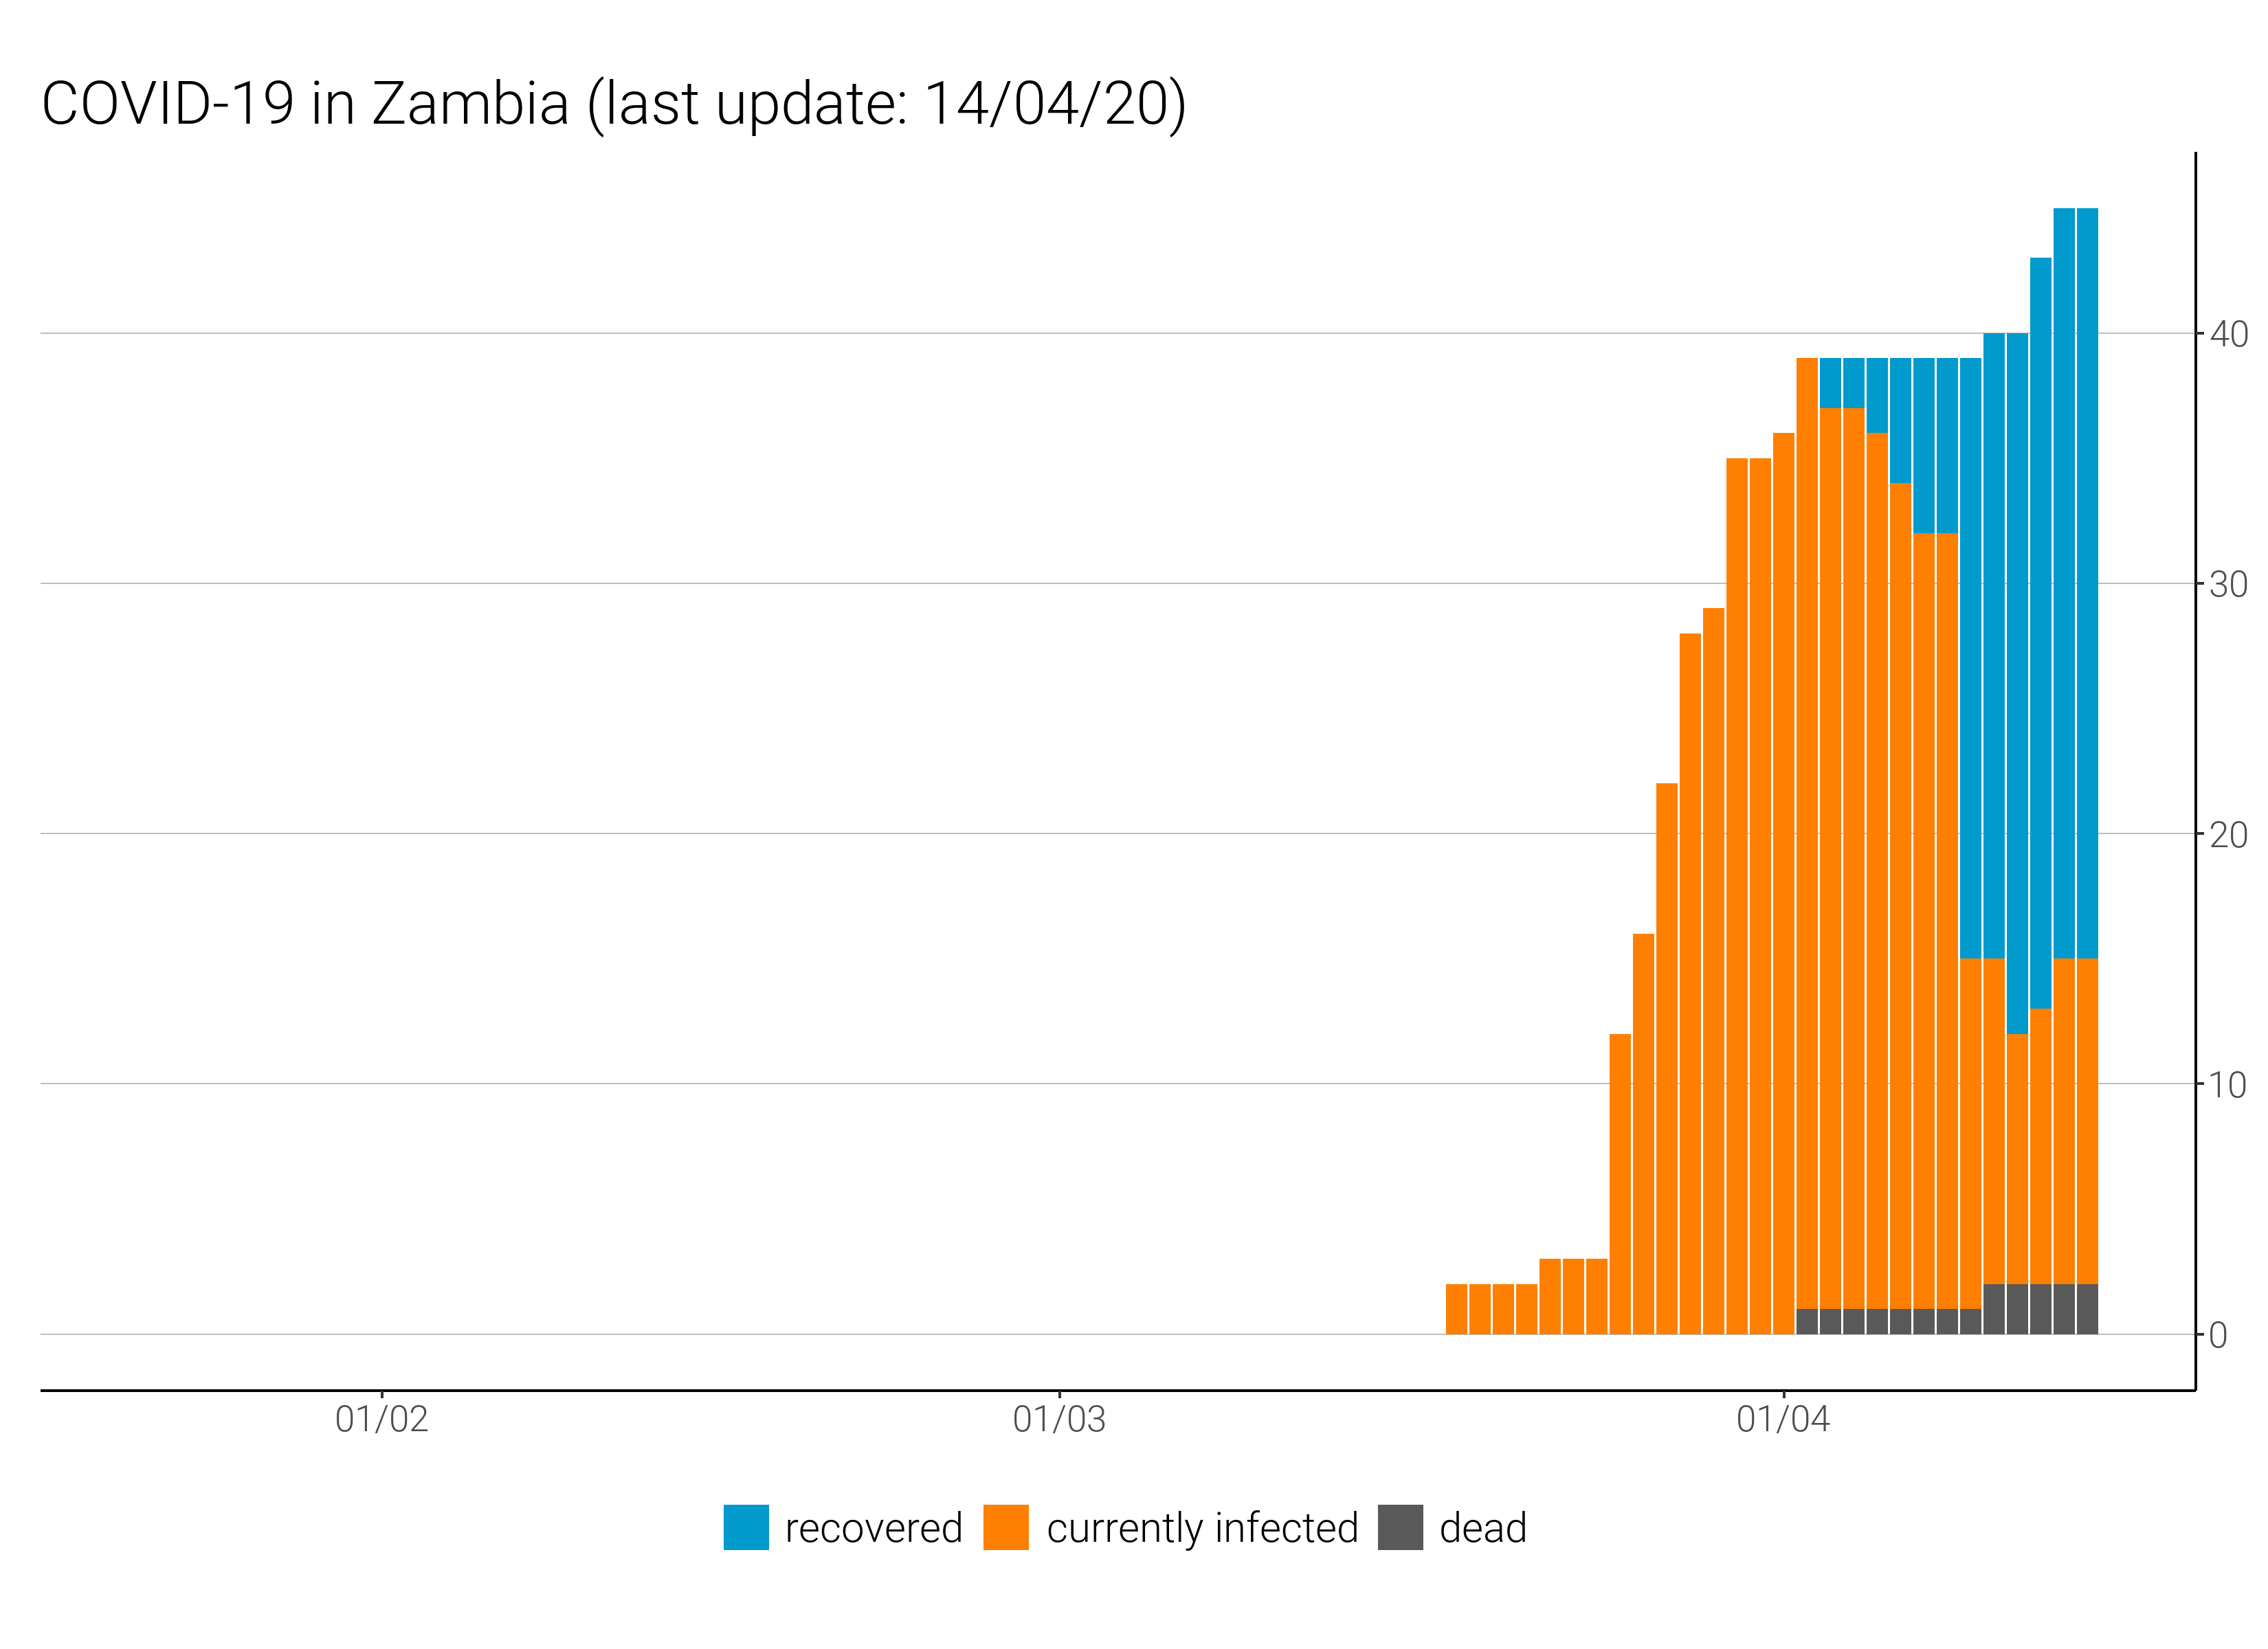 COVID-19 in Zambia (last update: 14/04/20)
40
30
20
10
0
01/02 01/03 01/04
recovered currently infected dead